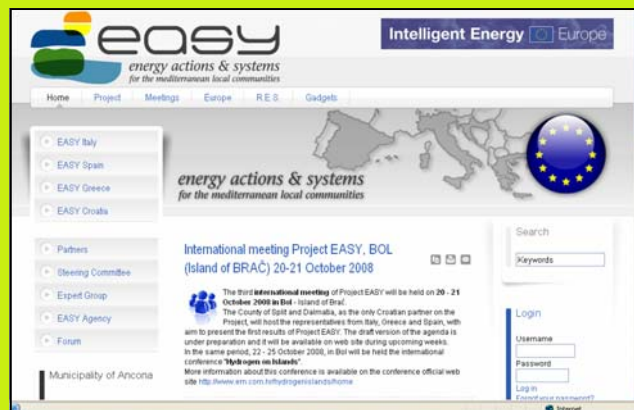 easy
Intelligent Energy Europe
energy actions & systems
for the mediterranean local communities
Home Project Meetings Europe R.E.S. Gadgets
EASY Italy
EASY Spain
EASY Greece
EASY Croatia
energy actions & systems
for the mediterranean local communities
Partners
Steering Committee
Expert Group
EASY Agency
Forum
Municipality of Ancona
International meeting Project EASY, BOL
(Island of BRAČ) 20-21 October 2008
The third international meeting of Project EASY will be held on 20 - 21
October 2008 in Bol - Island of Brač.
The County of Split and Dalmatia, as the only Croatian partner on the
Project, will host the representatives from Italy, Greece and Spain, with
aim to present the first results of Project EASY. The draft version of the agenda is
under preparation and it will be available on web site during upcoming weeks.
In the same period, 22 - 25 October 2008, in Bol will be held the international
conference "Hydrogen on Islands".
More information about this conference is available on the conference official web
site http://www.em.com.hr/hydrogenislands/home
Search
Keywords
Login
Username
Password
Log in
Forgot your password?
Internet